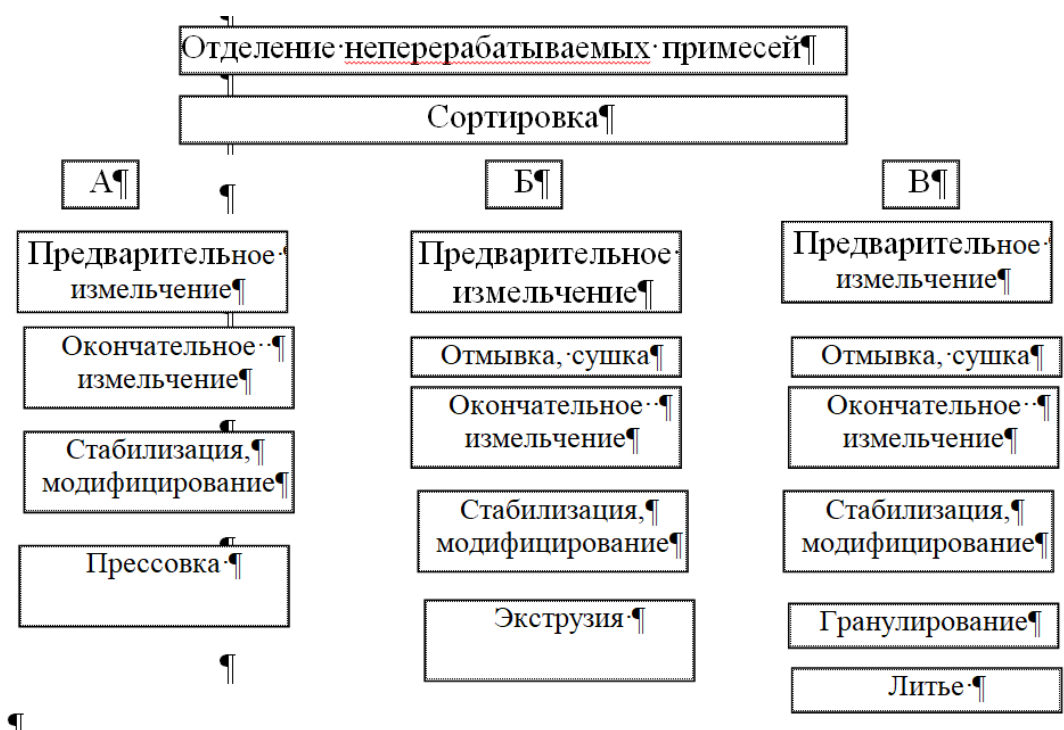 Отделение непеперерабатываемых примесей
Сортировка
А
Предварительное
измельчение
Окончательное
измельчение
Стабилизация,
модифицирование
Прессовка
Б
Предварительное
измельчение
Отмывка, сушка
Окончательное
измельчение
Стабилизация,
модифицирование
Экструзия
В
Предварительное
измельчение
Отмывка, сушка
Окончательное
измельчение
Стабилизация,
модифицирование
Гранулирование
Литье